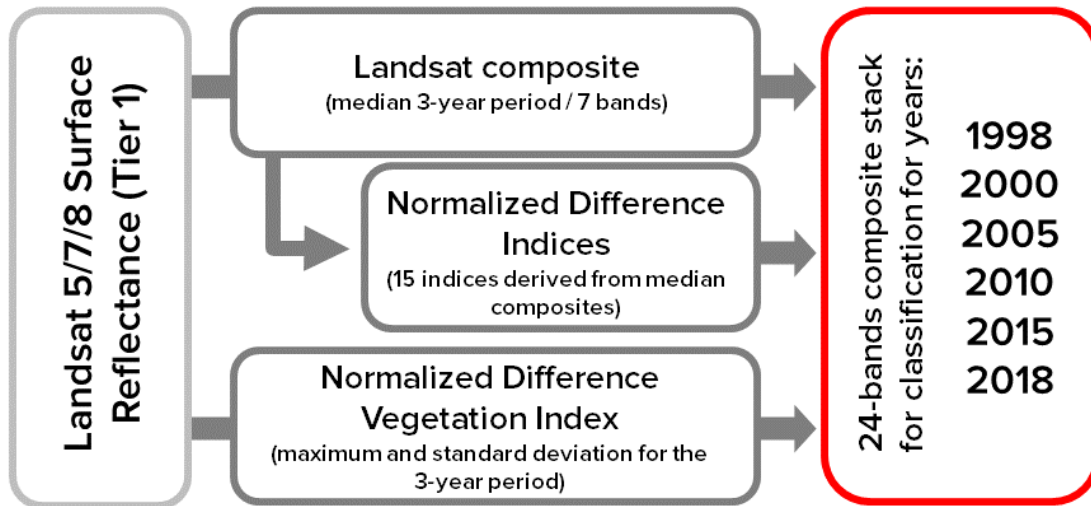 Landsat 5/7/8 Surface
Reflectance (Tier 1)
Landsat composite
(median 3-year period / 7 bands)
Normalized Difference
Indices
(15 indices derived from median
composites)
Normalized Difference
Vegetation Index
(maximum and standard deviation for the
3-year period)
24-bands composite stack
for classification for years:
1998
2000
2005
2010
2015
2018